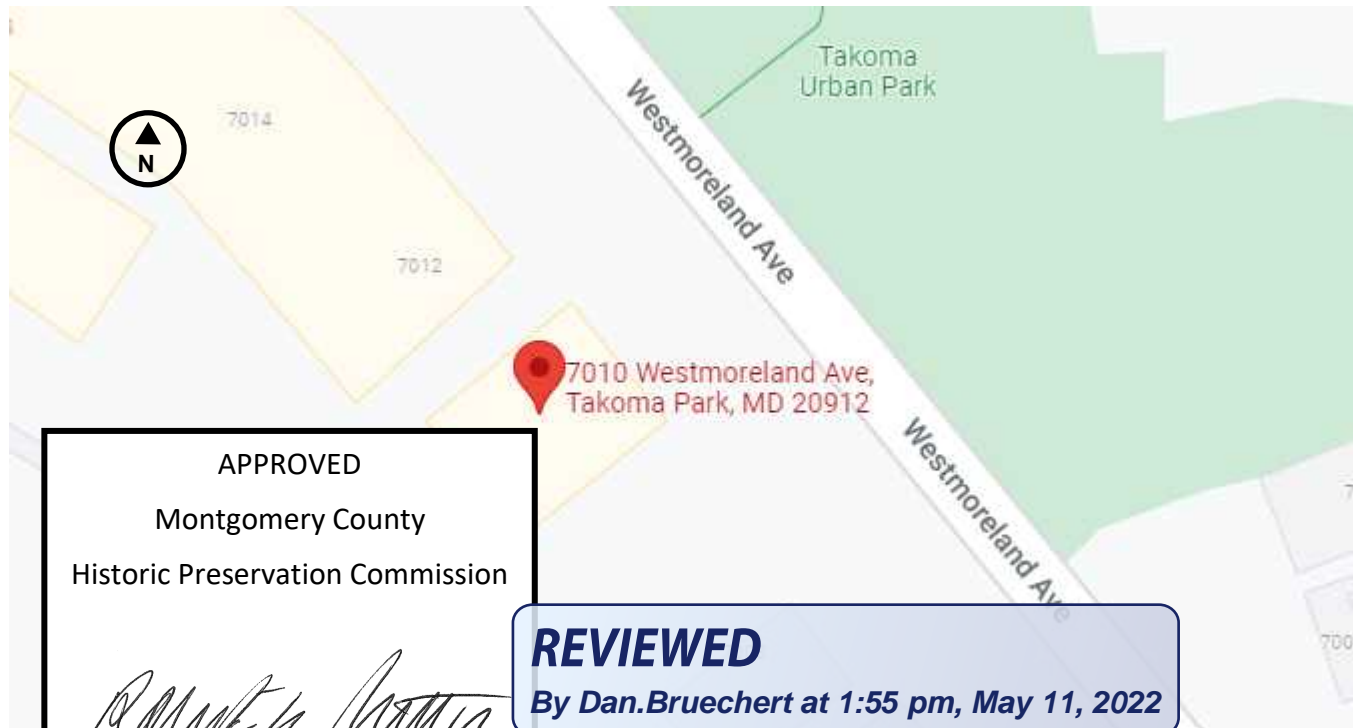 Takoma
Urban Park
Westmoreland Ave
7014
N
7012
7010 Westmoreland Ave,
Takoma Park, MD 20912
Westmoreland Ave
APPROVED
Montgomery County
Historic Preservation Commission
REVIEWED
By Dan.Bruechert at 1:55 pm, May 11, 2022